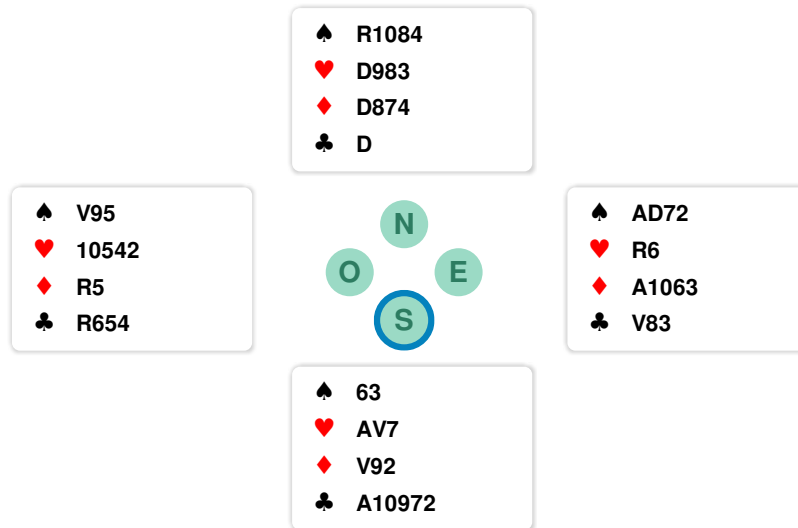 ♠ R1084
♥ D983
♦ D874
♣ D
♠ V95
♥ 10542
♦ R5
♣ R654
N
O
E
S
♠ AD72
♥ R6
♦ A1063
♣ V83
♠ 63
♥ AV7
♦ V92
♣ A10972